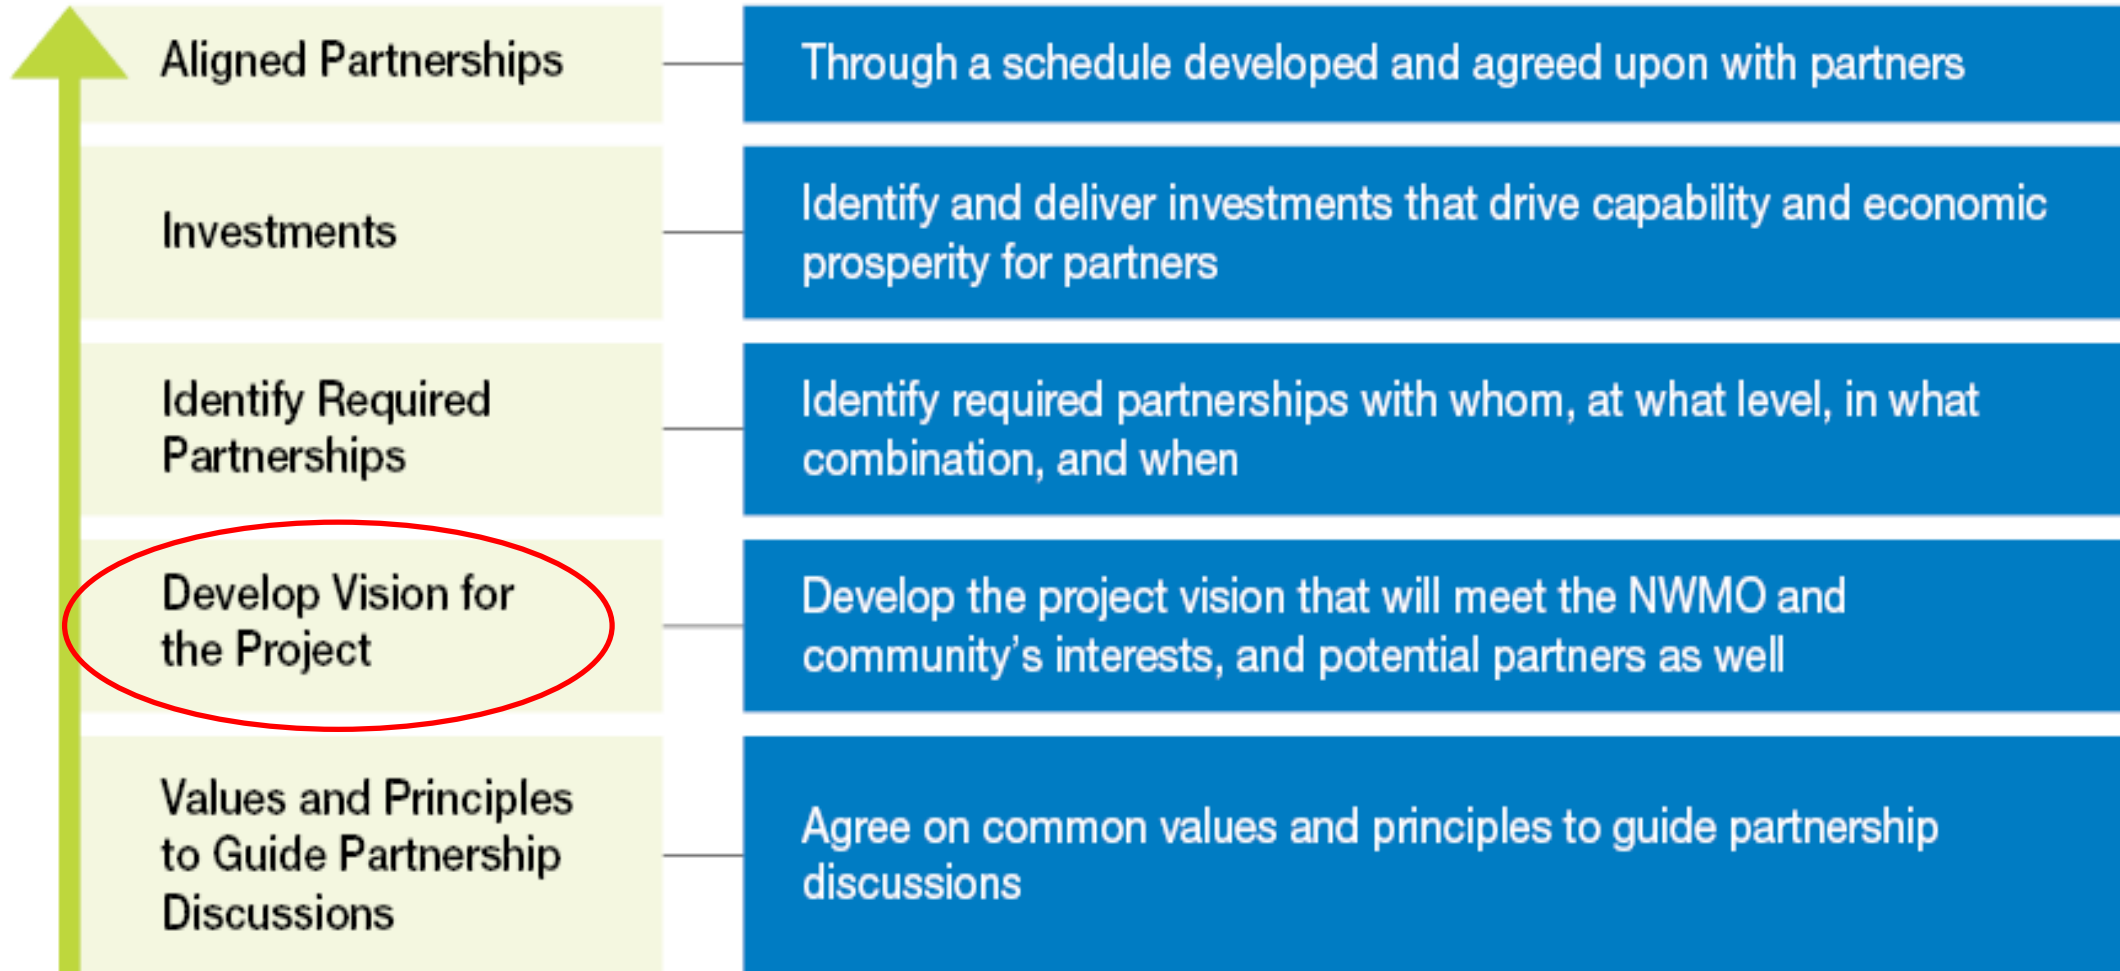 Aligned Partnerships
Through a schedule developed and agreed upon with partners
Investments
Identify and deliver investments that drive capability and economic
prosperity for partners
Identify Required
Partnerships
Identify required partnerships with whom, at what level, in what
combination, and when
Develop Vision for
the Project
Develop the project vision that will meet the NWMO and
community’s interests, and potential partners as well
Values and Principles
to Guide Partnership
Discussions
Agree on common values and principles to guide partnership
discussions